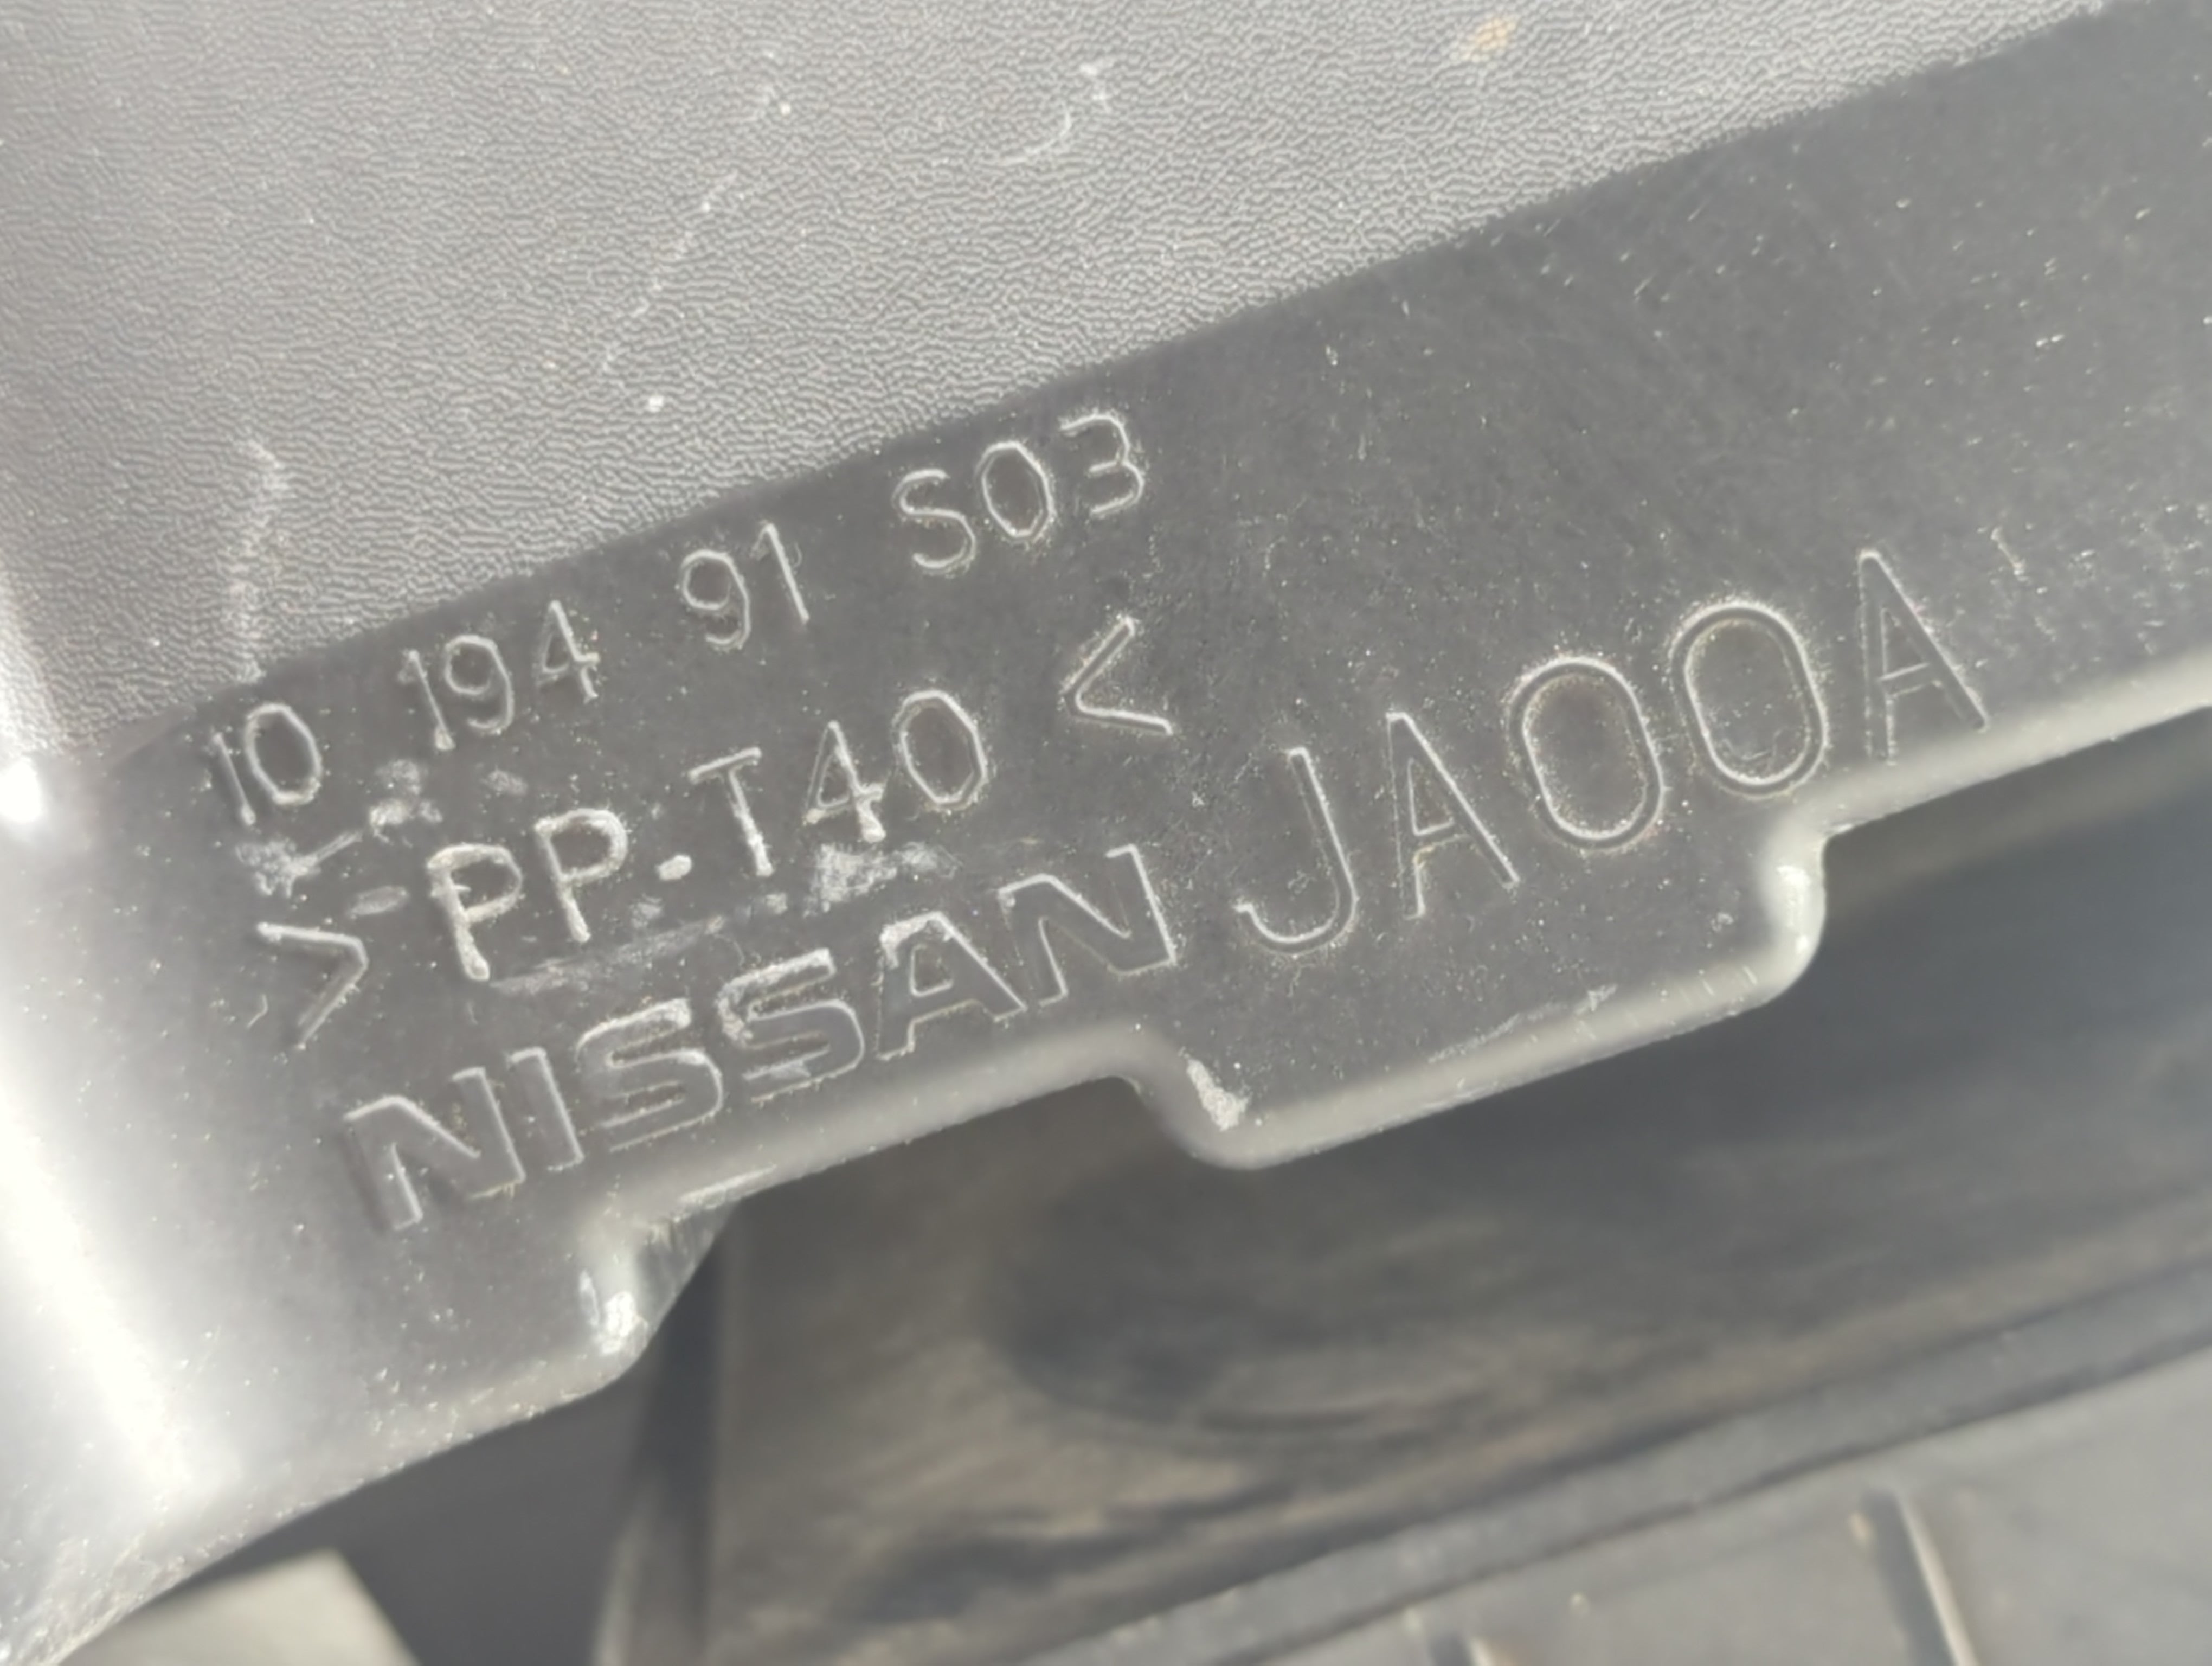 10 194 91 S03
>PP.T40<
NISSAN JA00A